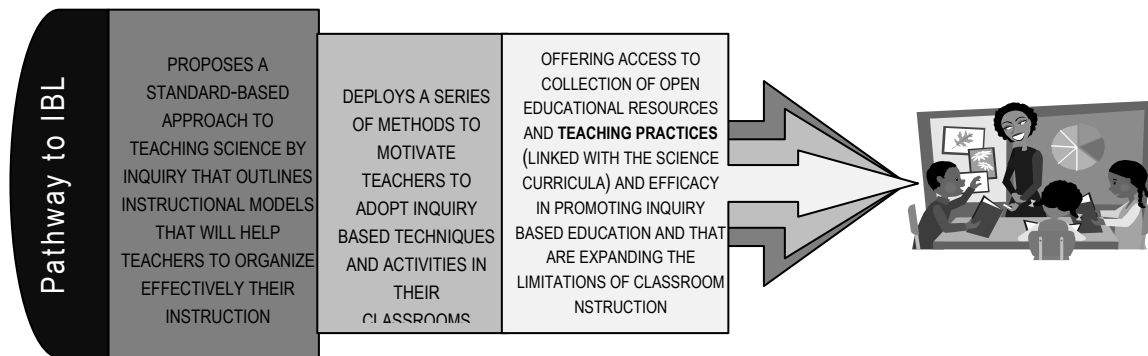 Pathway to IBL
PROPOSES A
STANDARD-BASED
APPROACH TO
TEACHING SCIENCE BY
INQUIRY THAT OUTLINES
INSTRUCTIONAL MODELS
THAT WILL HELP
TEACHERS TO ORGANIZE
EFFECTIVELY THEIR
INSTRUCTION
DEPLOYS A SERIES
OF METHODS TO
MOTIVATE
TEACHERS TO
ADOPT INQUIRY
BASED TECHNIQUES
AND ACTIVITIES IN
THEIR
CLASSROOMS
OFFERING ACCESS TO
COLLECTION OF OPEN
EDUCATIONAL RESOURCES
AND TEACHING PRACTICES
(LINKED WITH THE SCIENCE
CURRICULA) AND EFFICACY
IN PROMOTING INQUIRY
BASED EDUCATION AND THAT
ARE EXPANDING THE
LIMITATIONS OF CLASSROOM
NSTRUCTION